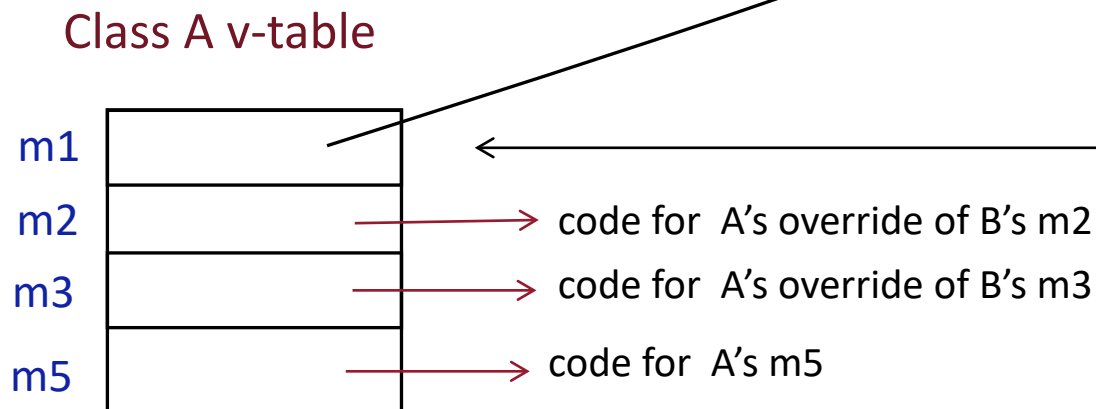 Class A v-table
m1
m2 code for A’s override of B’s m2
m3 code for A’s override of B’s m3
m5 code for A’s m5